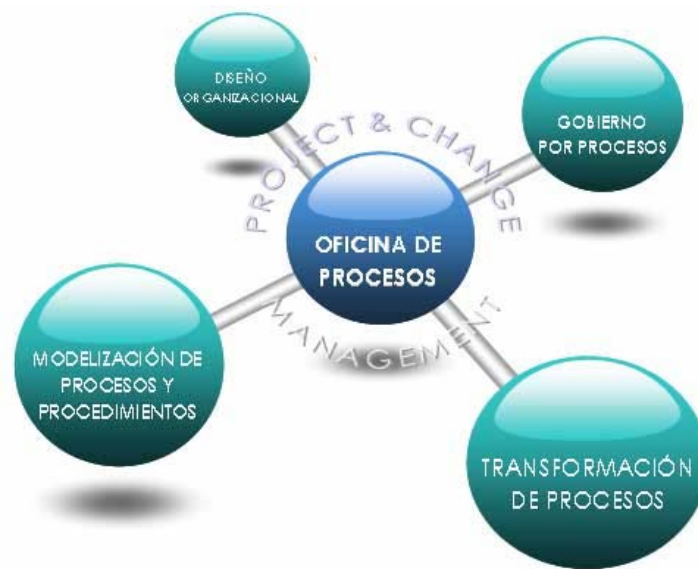 DISEÑO
ORGANIZACIONAL
GOBIERNO
POR PROCESOS
PROJECT & CHANGE
OFICINA DE
PROCESOS
MANAGEMENT
MODELIZACIÓN DE
PROCESOS Y
PROCEDIMIENTOS
TRANSFORMACIÓN
DE PROCESOS